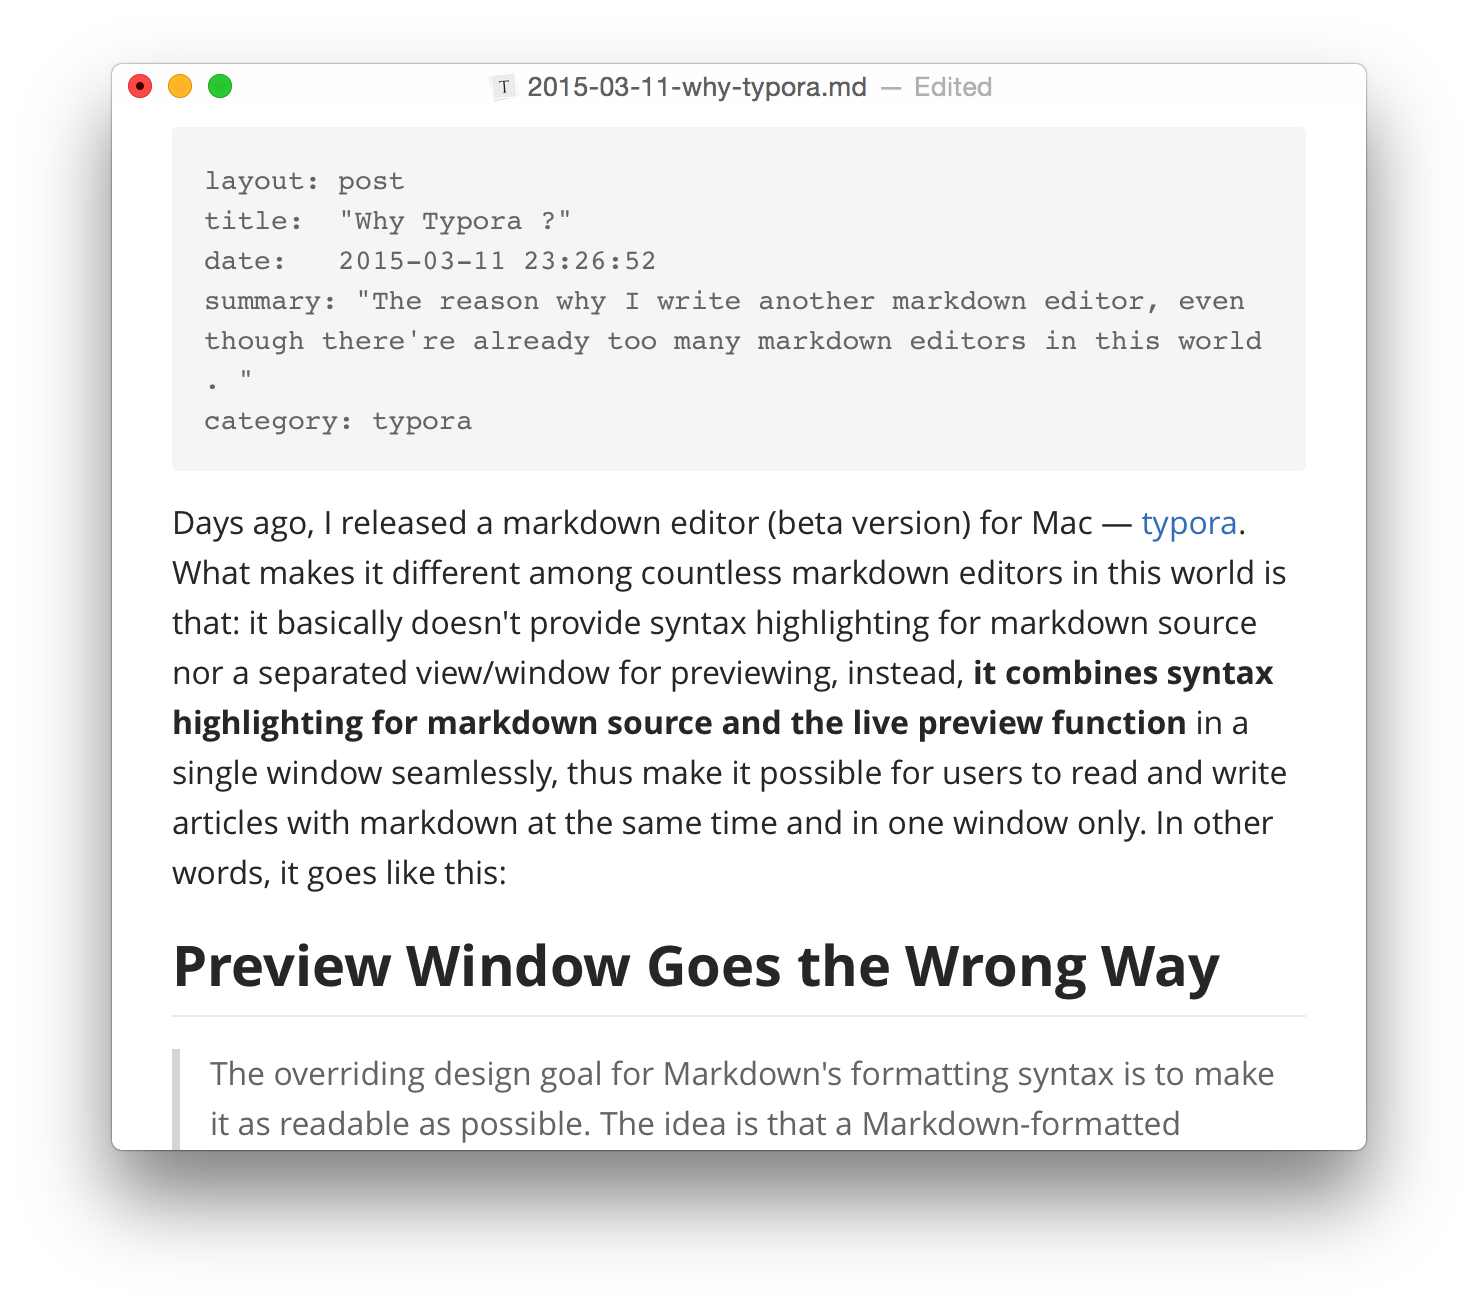 T 2015-03-11-why-typora.md — Edited
layout: post
title:  "Why Typora ?"
date:   2015-03-11 23:26:52
summary: "The reason why I write another markdown editor, even
though there're already too many markdown editors in this world
. "
category: typora
Days ago, I released a markdown editor (beta version) for Mac — typora.
What makes it different among countless markdown editors in this world is
that: it basically doesn't provide syntax highlighting for markdown source
nor a separated view/window for previewing, instead, it combines syntax
highlighting for markdown source and the live preview function in a
single window seamlessly, thus make it possible for users to read and write
articles with markdown at the same time and in one window only. In other
words, it goes like this:
Preview Window Goes the Wrong Way
The overriding design goal for Markdown's formatting syntax is to make
it as readable as possible. The idea is that a Markdown-formatted